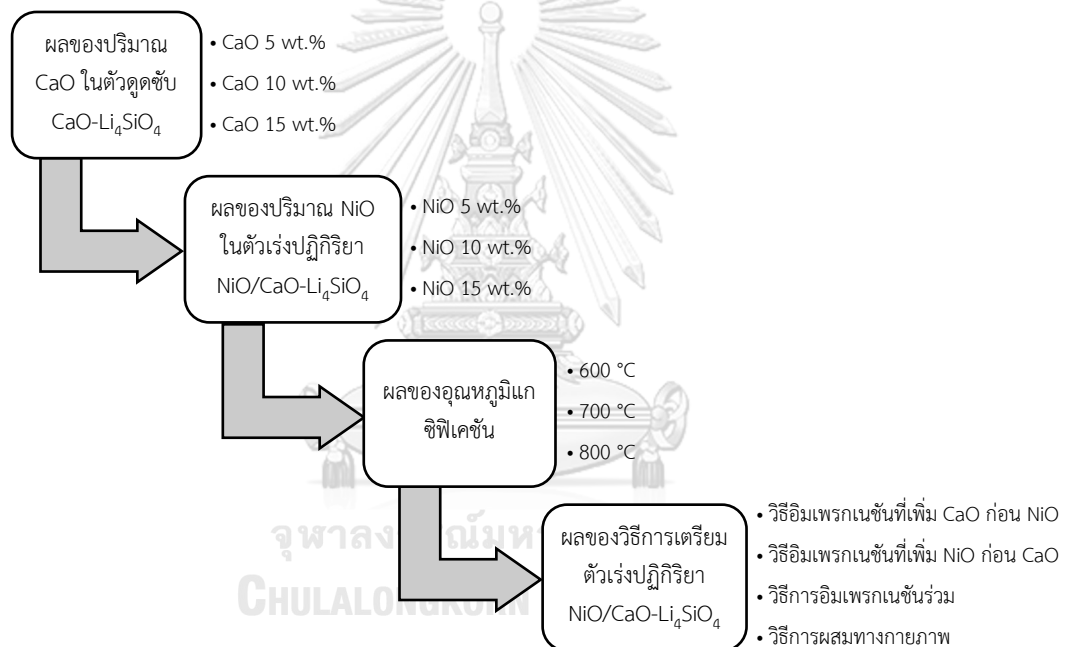 ผลของปริมาณ
CaO ในตัวดูดซับ
CaO-Li₄SiO₄
• CaO 5 wt.%
• CaO 10 wt.%
• CaO 15 wt.%
ผลของปริมาณ NiO
ในตัวเร่งปฏิกิริยา
NiO/CaO-Li₄SiO₄
• NiO 5 wt.%
• NiO 10 wt.%
• NiO 15 wt.%
ผลของอุณหภูมิแก
ซิฟิเคชัน
• 600 °C
• 700 °C
• 800 °C
ผลของวิธีการเตรียม
ตัวเร่งปฏิกิริยา
NiO/CaO-Li₄SiO₄
• วิธีอิมเพรกเนชันที่เพิ่ม CaO ก่อน NiO
• วิธีอิมเพรกเนชันที่เพิ่ม NiO ก่อน CaO
• วิธีการอิมเพรกเนชันร่วม
• วิธีการผสมทางกายภาพ